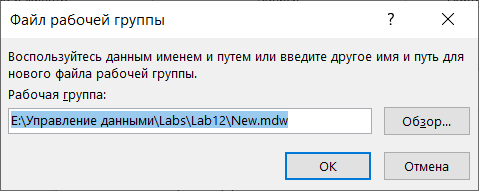 Файл рабочей группы
Воспользуйтесь данным именем и путем или введите другое имя и путь для
нового файла рабочей группы.
Рабочая группа:
E:\Управление данными\Labs\Lab12\New.mdw
Обзор...
ОК
Отмена